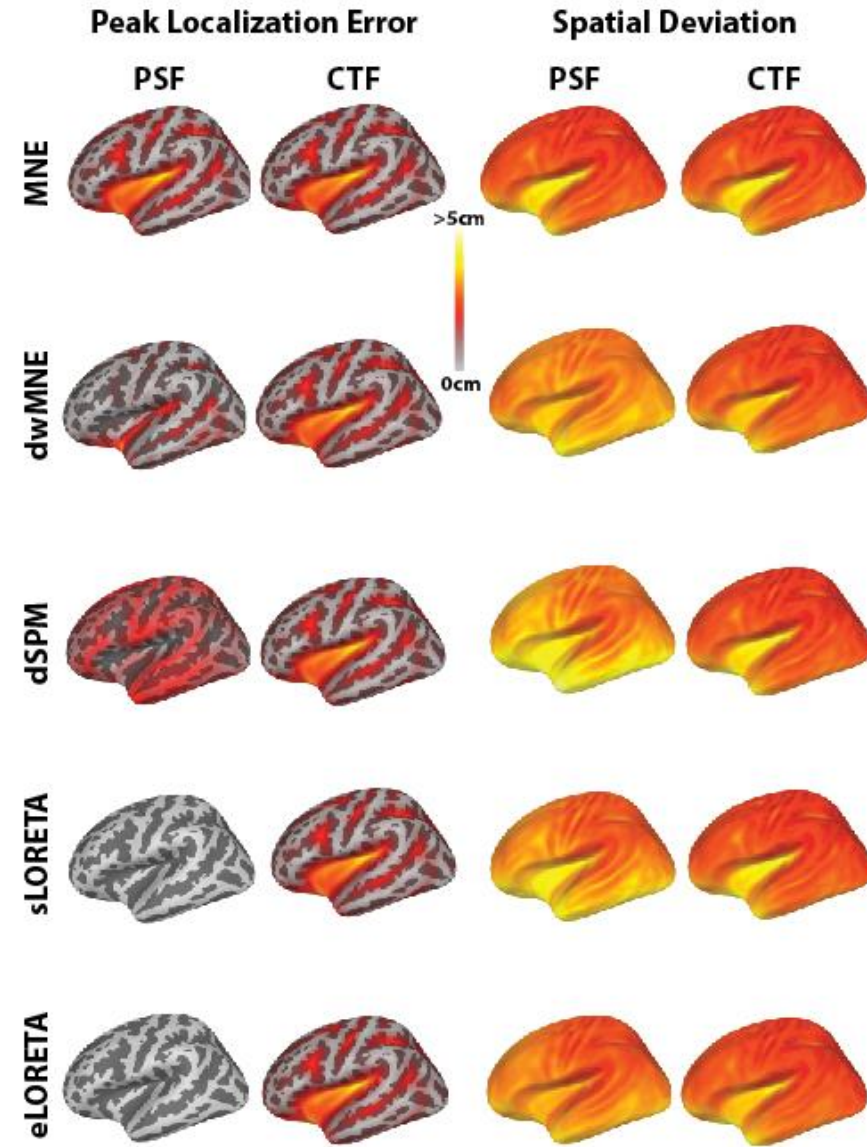 Peak Localization Error Spatial Deviation
PSF CTF PSF CTF
MNE
>5cm
0cm
dwMNE
dSPM
sLORETA
eLORETA